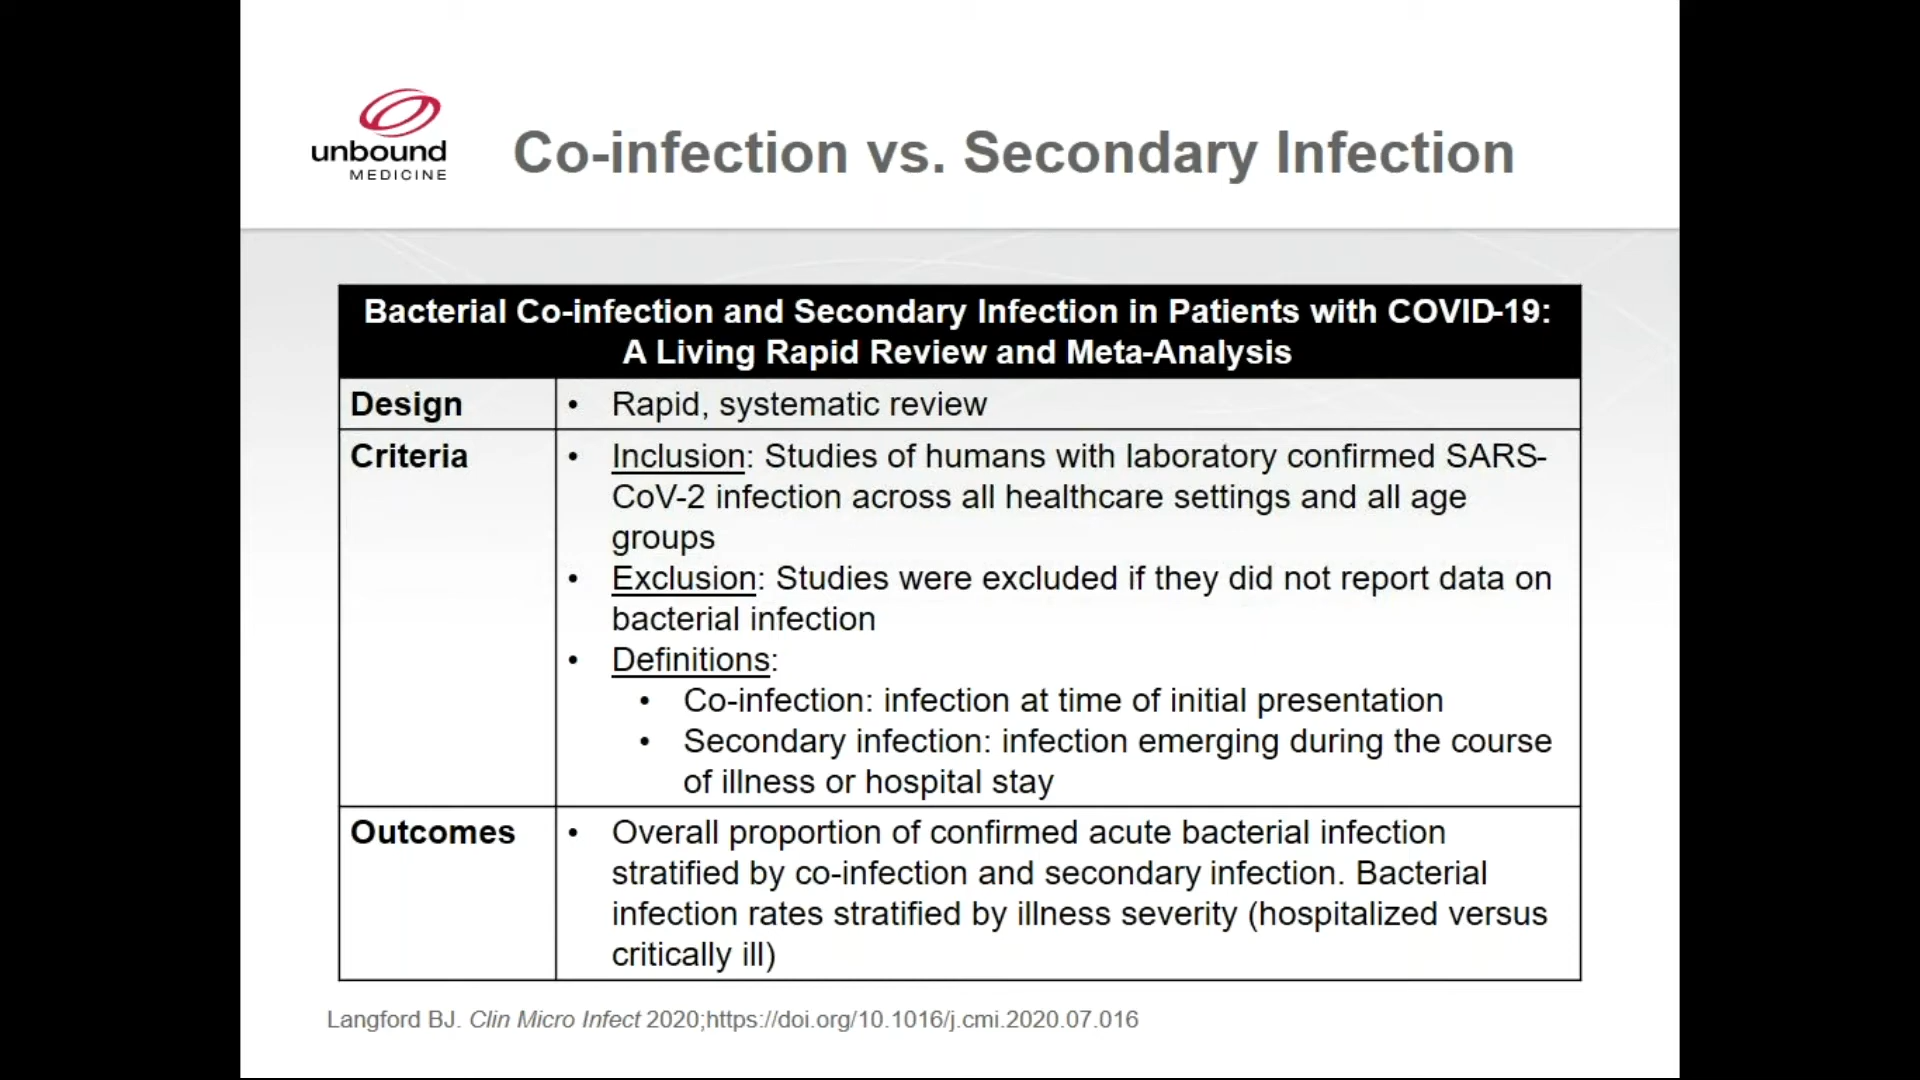 unbound
MEDICINE
Co-infection vs. Secondary Infection
Bacterial Co-infection and Secondary Infection in Patients with COVID-19:
A Living Rapid Review and Meta-Analysis
Design
• Rapid, systematic review
Criteria
• Inclusion: Studies of humans with laboratory confirmed SARS-
CoV-2 infection across all healthcare settings and all age
groups
• Exclusion: Studies were excluded if they did not report data on
bacterial infection
• Definitions:
• Co-infection: infection at time of initial presentation
• Secondary infection: infection emerging during the course
of illness or hospital stay
Outcomes
• Overall proportion of confirmed acute bacterial infection
stratified by co-infection and secondary infection. Bacterial
infection rates stratified by illness severity (hospitalized versus
critically ill)
Langford BJ. Clin Micro Infect 2020;https://doi.org/10.1016/j.cmi.2020.07.016